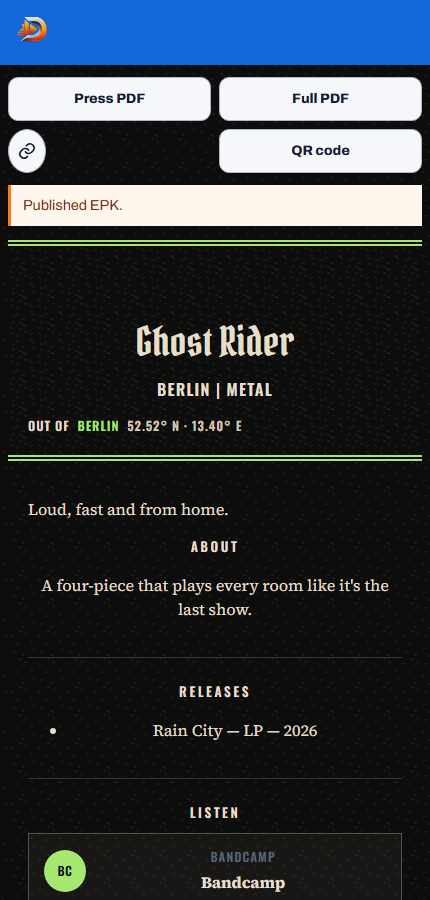 Press PDF
Full PDF
QR code
Published EPK.
Ghost Rider
BERLIN | METAL
OUT OF BERLIN 52.52° N · 13.40° E
Loud, fast and from home.
ABOUT
A four-piece that plays every room like it's the
last show.
RELEASES
Rain City — LP — 2026
LISTEN
BC
BANDCAMP
Bandcamp